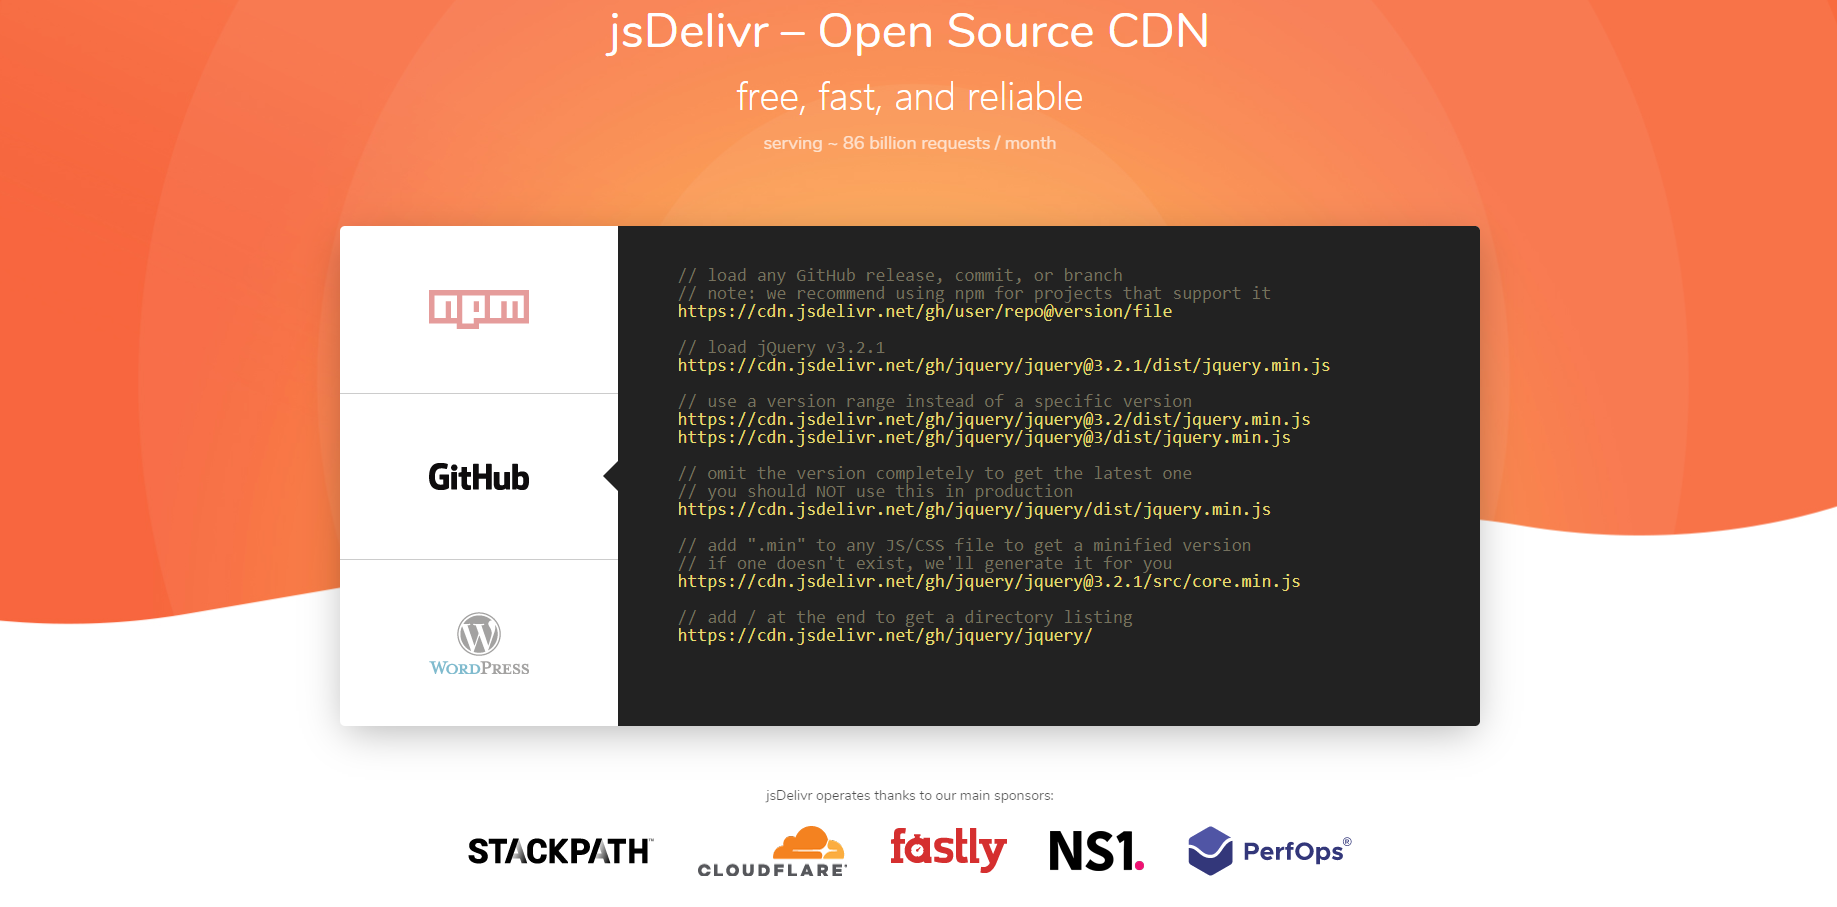 jsDelivr – Open Source CDN
free, fast, and reliable
serving ~ 86 billion requests / month
npm
GitHub
WORDPRESS
// load any GitHub release, commit, or branch
// note: we recommend using npm for projects that support it
https://cdn.jsdelivr.net/gh/user/repo@version/file
// load jQuery v3.2.1
https://cdn.jsdelivr.net/gh/jquery/jquery@3.2.1/dist/jquery.min.js
// use a version range instead of a specific version
https://cdn.jsdelivr.net/gh/jquery/jquery@3.2/dist/jquery.min.js
https://cdn.jsdelivr.net/gh/jquery/jquery@3/dist/jquery.min.js
// omit the version completely to get the latest one
// you should NOT use this in production
https://cdn.jsdelivr.net/gh/jquery/jquery/dist/jquery.min.js
// add ".min" to any JS/CSS file to get a minified version
// if one doesn't exist, we'll generate it for you
https://cdn.jsdelivr.net/gh/jquery/jquery@3.2.1/src/core.min.js
// add / at the end to get a directory listing
https://cdn.jsdelivr.net/gh/jquery/jquery/
jsDelivr operates thanks to our main sponsors:
STACKPATH™
CLOUDFLARE®
fastly
NS1.
PerfOps®